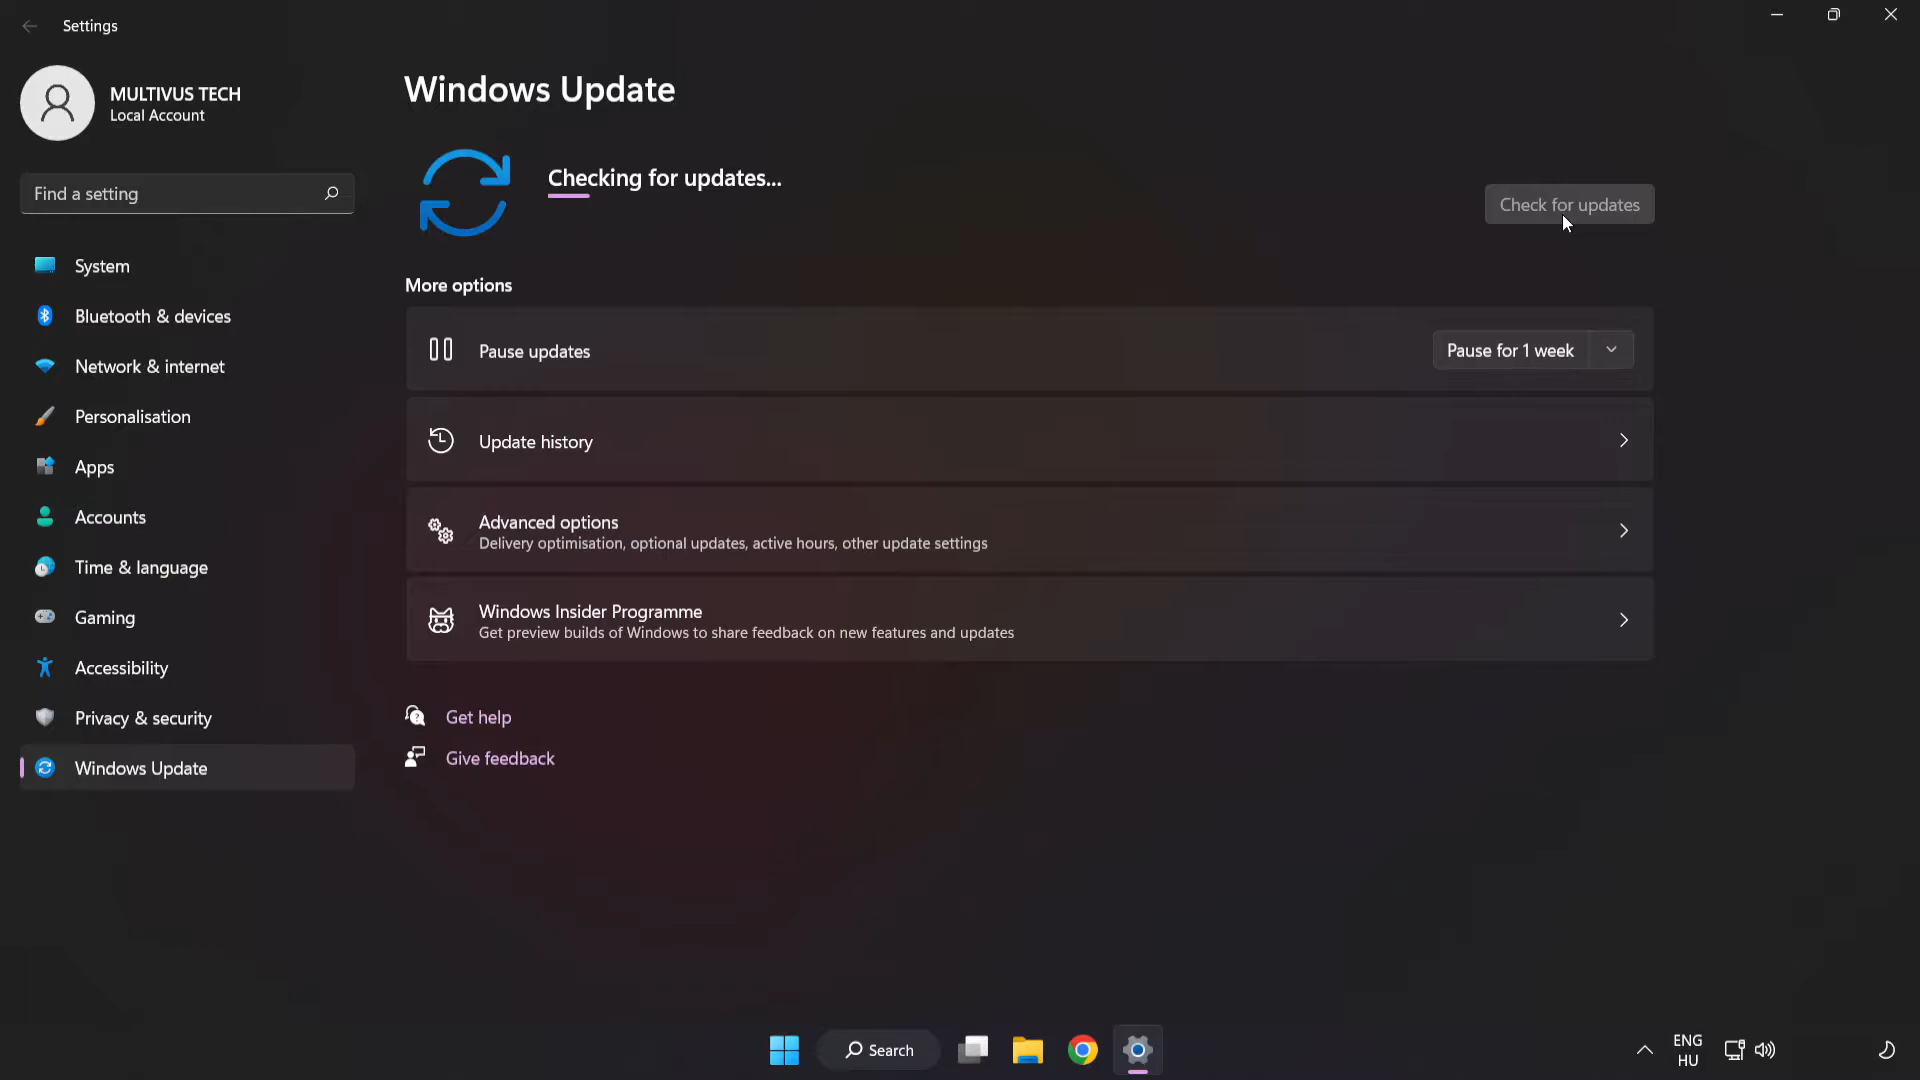 Settings
MULTIVUS TECH
Local Account
Find a setting
System
Bluetooth & devices
Network & internet
Personalisation
Apps
Accounts
Time & language
Gaming
Accessibility
Privacy & security
Windows Update
Windows Update
Checking for updates...
Check for updates
More options
Pause updates
Pause for 1 week
Update history
Advanced options
Delivery optimisation, optional updates, active hours, other update settings
Windows Insider Programme
Get preview builds of Windows to share feedback on new features and updates
Get help
Give feedback
Search
ENG
HU